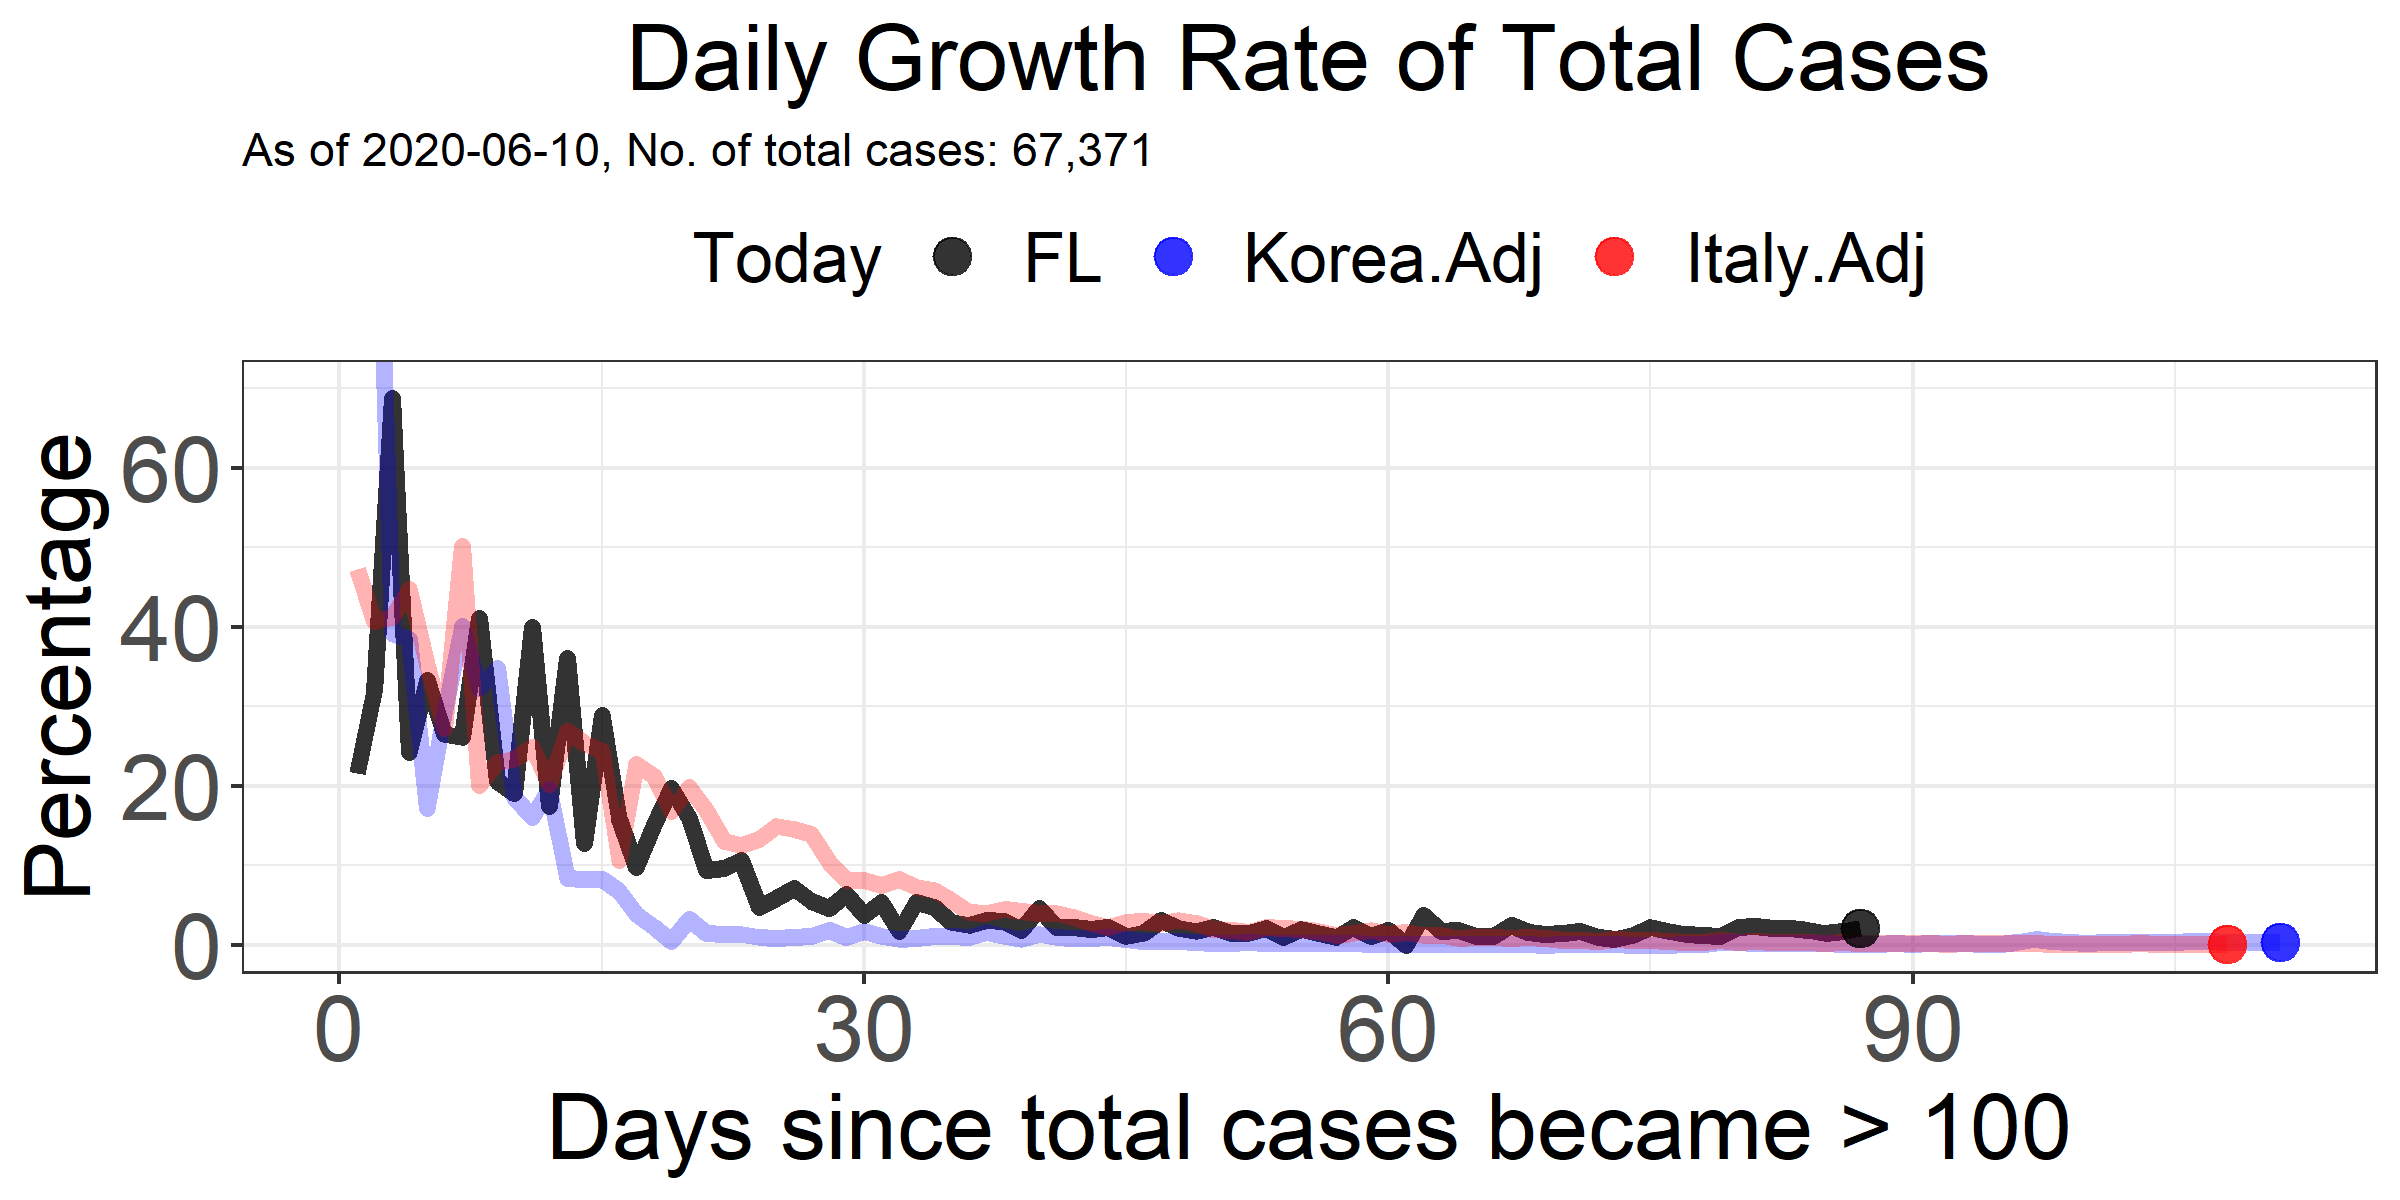 Daily Growth Rate of Total Cases
As of 2020-06-10, No. of total cases: 67,371
Today FL Korea.Adj Italy.Adj
Percentage
60
40
20
0
0 30 60 90
Days since total cases became > 100